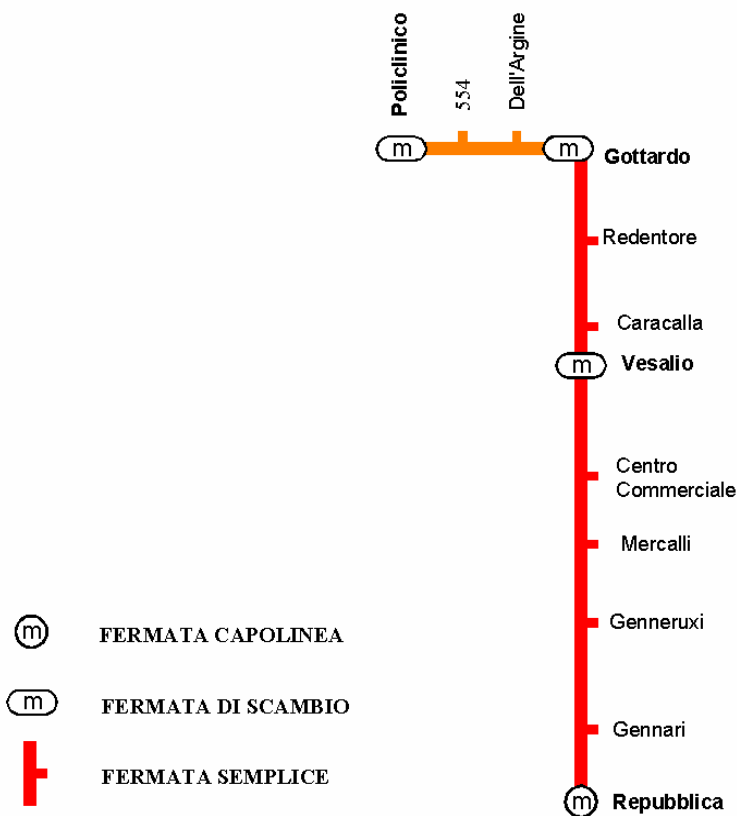 Policlinico
554
Dell'Argine
m
m
Gottardo
Redentore
Caracalla
m
Vesalio
Centro
Commerciale
Mercalli
Genneruxi
m
FERMATA CAPOLINEA
m
FERMATA DI SCAMBIO
Gennari
FERMATA SEMPLICE
m
Repubblica